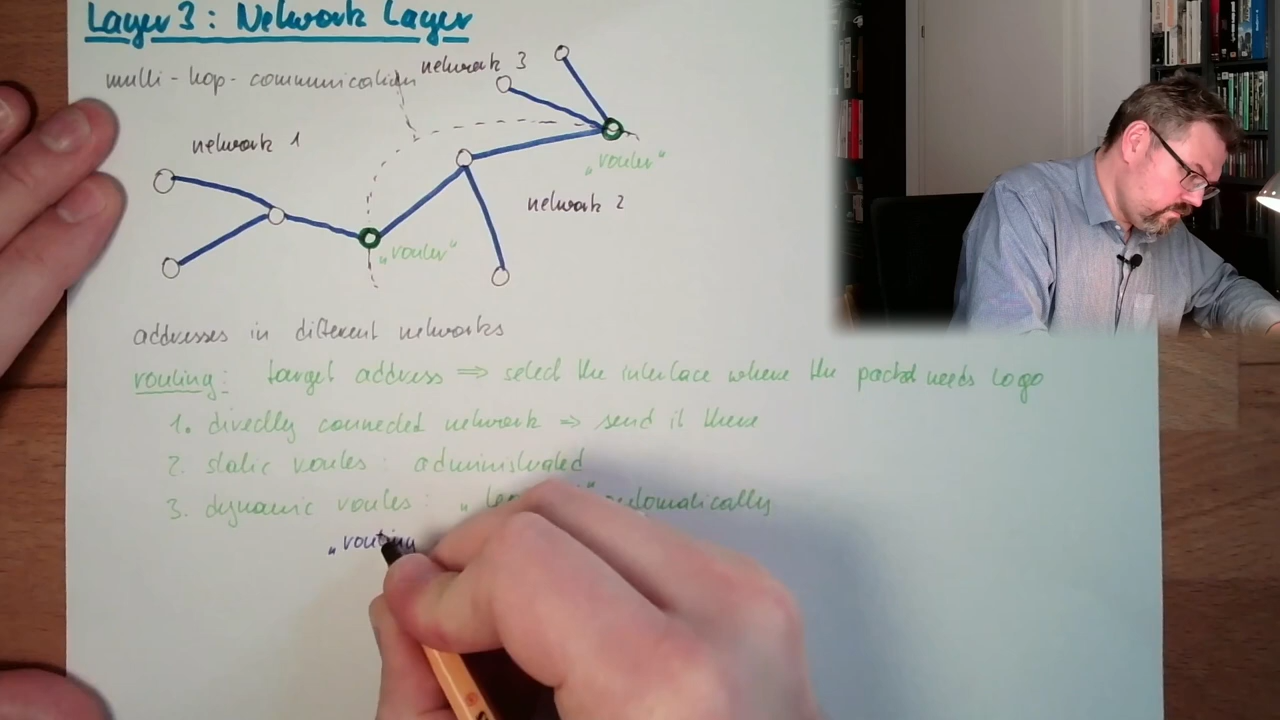 Layer 3 : Network Layer
multi-hop-communication
network 3
network 1
"router"
network 2
"router"
addresses in different networks
routing: target address ⇒ select the interface where the packet needs to go
1. directly connected network ⇒ send it there
2. static routes: administrated
3. dynamic routes: automatically
"routing